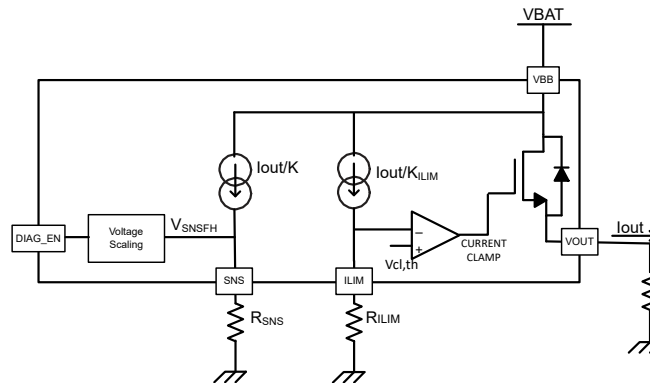 VBAT
VBB
Iout/K
Iout/KILIM
DIAG_EN
Voltage
Scaling
VSNSFH
−
+
Vcl,th
CURRENT
CLAMP
VOUT
Iout
SNS
ILIM
RSNS
RILIM